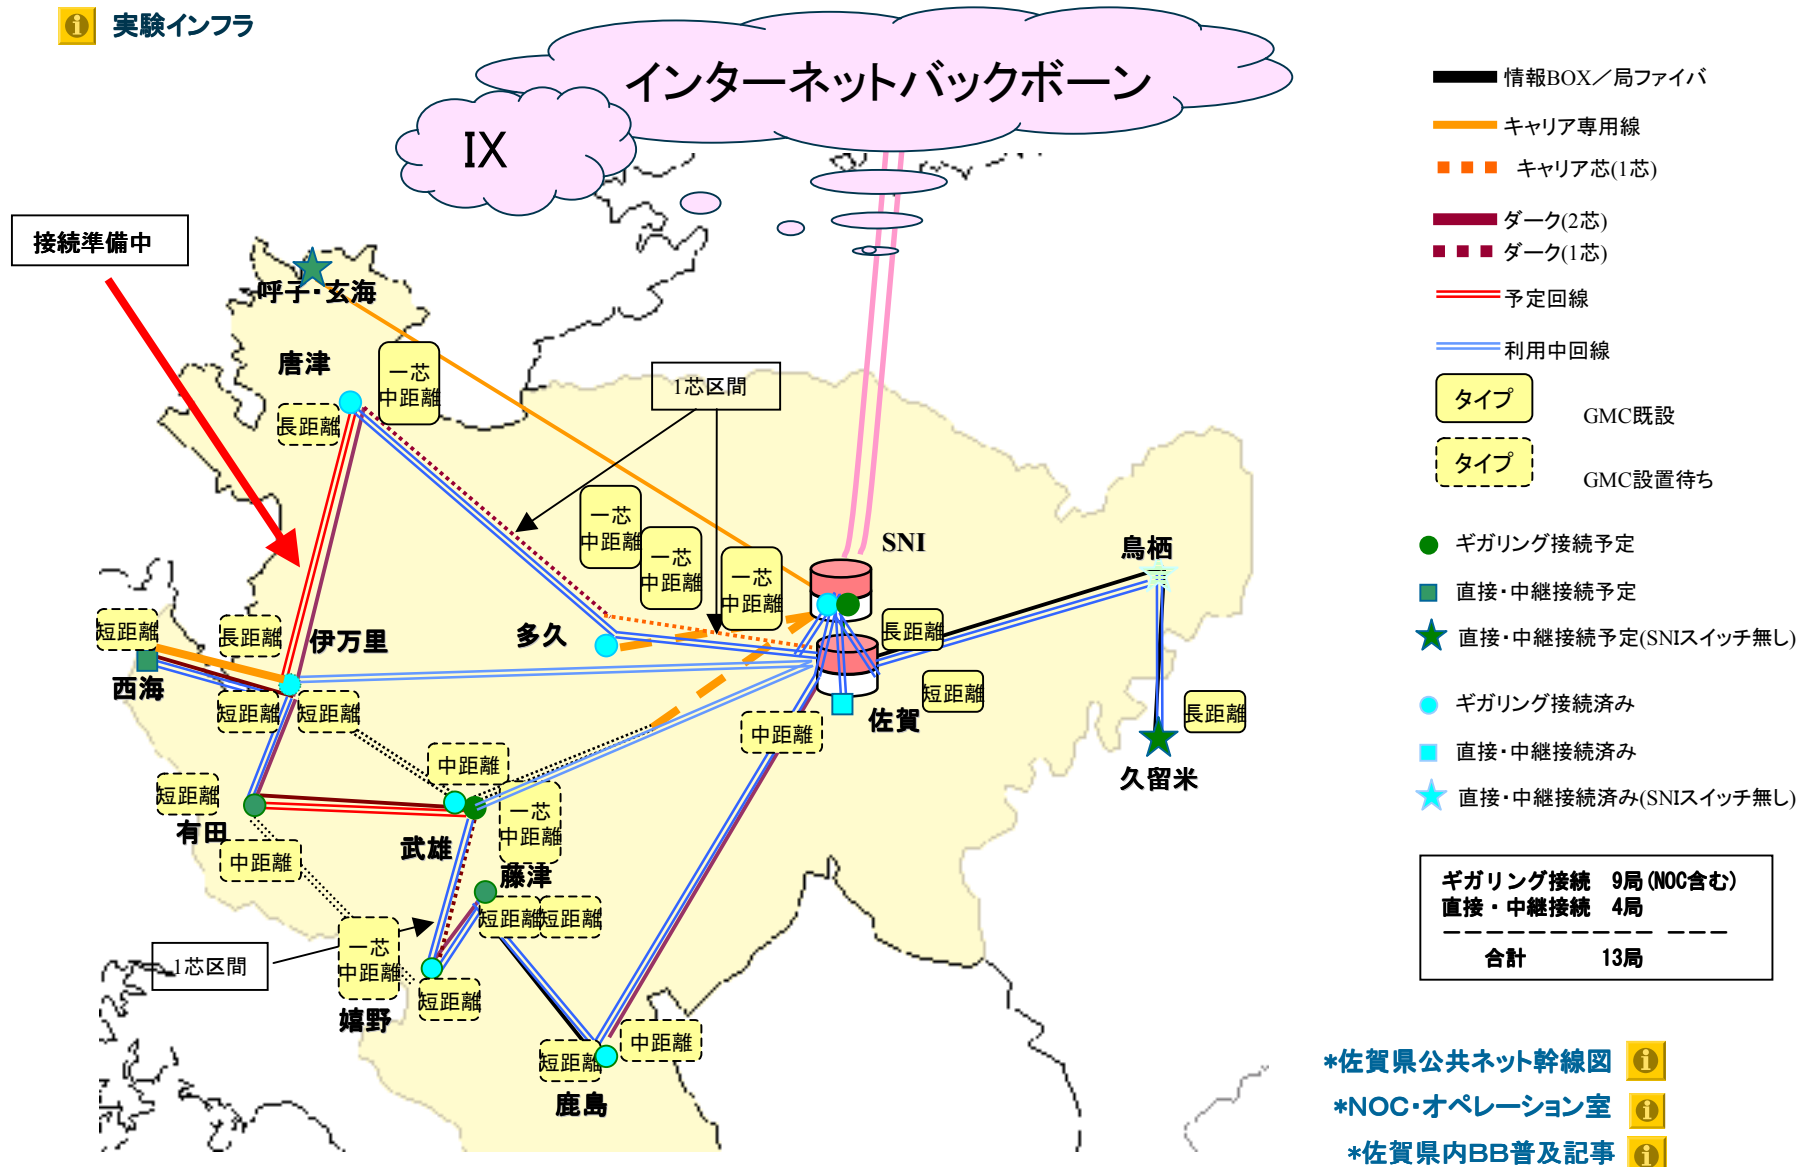 実験インフラ
インターネットバックボーン
IX
接続準備中
呼子・玄海
唐津
一芯
中距離
長距離
1芯区間
一芯
中距離
一芯
中距離
一芯
中距離
SNI
鳥栖
短距離
長距離
伊万里
多久
長距離
西海
短距離
短距離
中距離
佐賀
短距離
長距離
久留米
中距離
短距離
有田
武雄
一芯
中距離
中距離
藤津
短距離
短距離
1芯区間
一芯
中距離
短距離
嬉野
短距離
中距離
鹿島
情報BOX／局ファイバ
キャリア専用線
キャリア芯(1芯)
ダーク(2芯)
ダーク(1芯)
予定回線
利用中回線
タイプ
GMC既設
タイプ
GMC設置待ち
ギガリング接続予定
直接・中継接続予定
直接・中継接続予定(SNIスイッチ無し)
ギガリング接続済み
直接・中継接続済み
直接・中継接続済み(SNIスイッチ無し)
ギガリング接続 9局(NOC含む)
直接・中継接続 4局
ーーーーーーーーーー ーーー
合計 13局
*佐賀県公共ネット幹線図
*NOC・オペレーション室
*佐賀県内BB普及記事